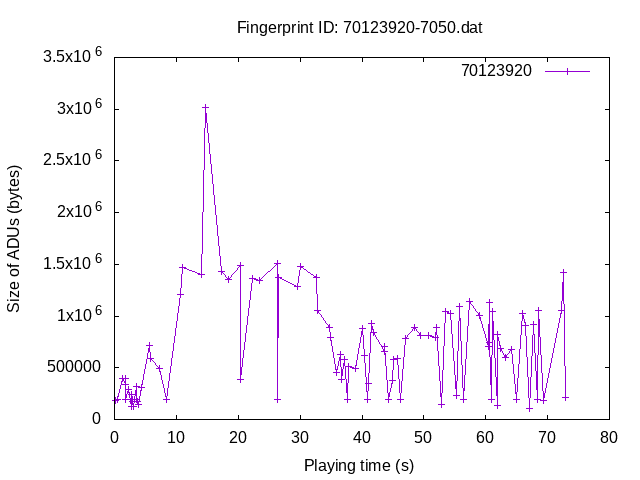 Fingerprint ID: 70123920-7050.dat
3.5x10 6
3x10 6
2.5x10 6
2x10 6
1.5x10 6
1x10 6
500000
0
70123920
Size of ADUs (bytes)
0 10 20 30 40 50 60 70 80
Playing time (s)